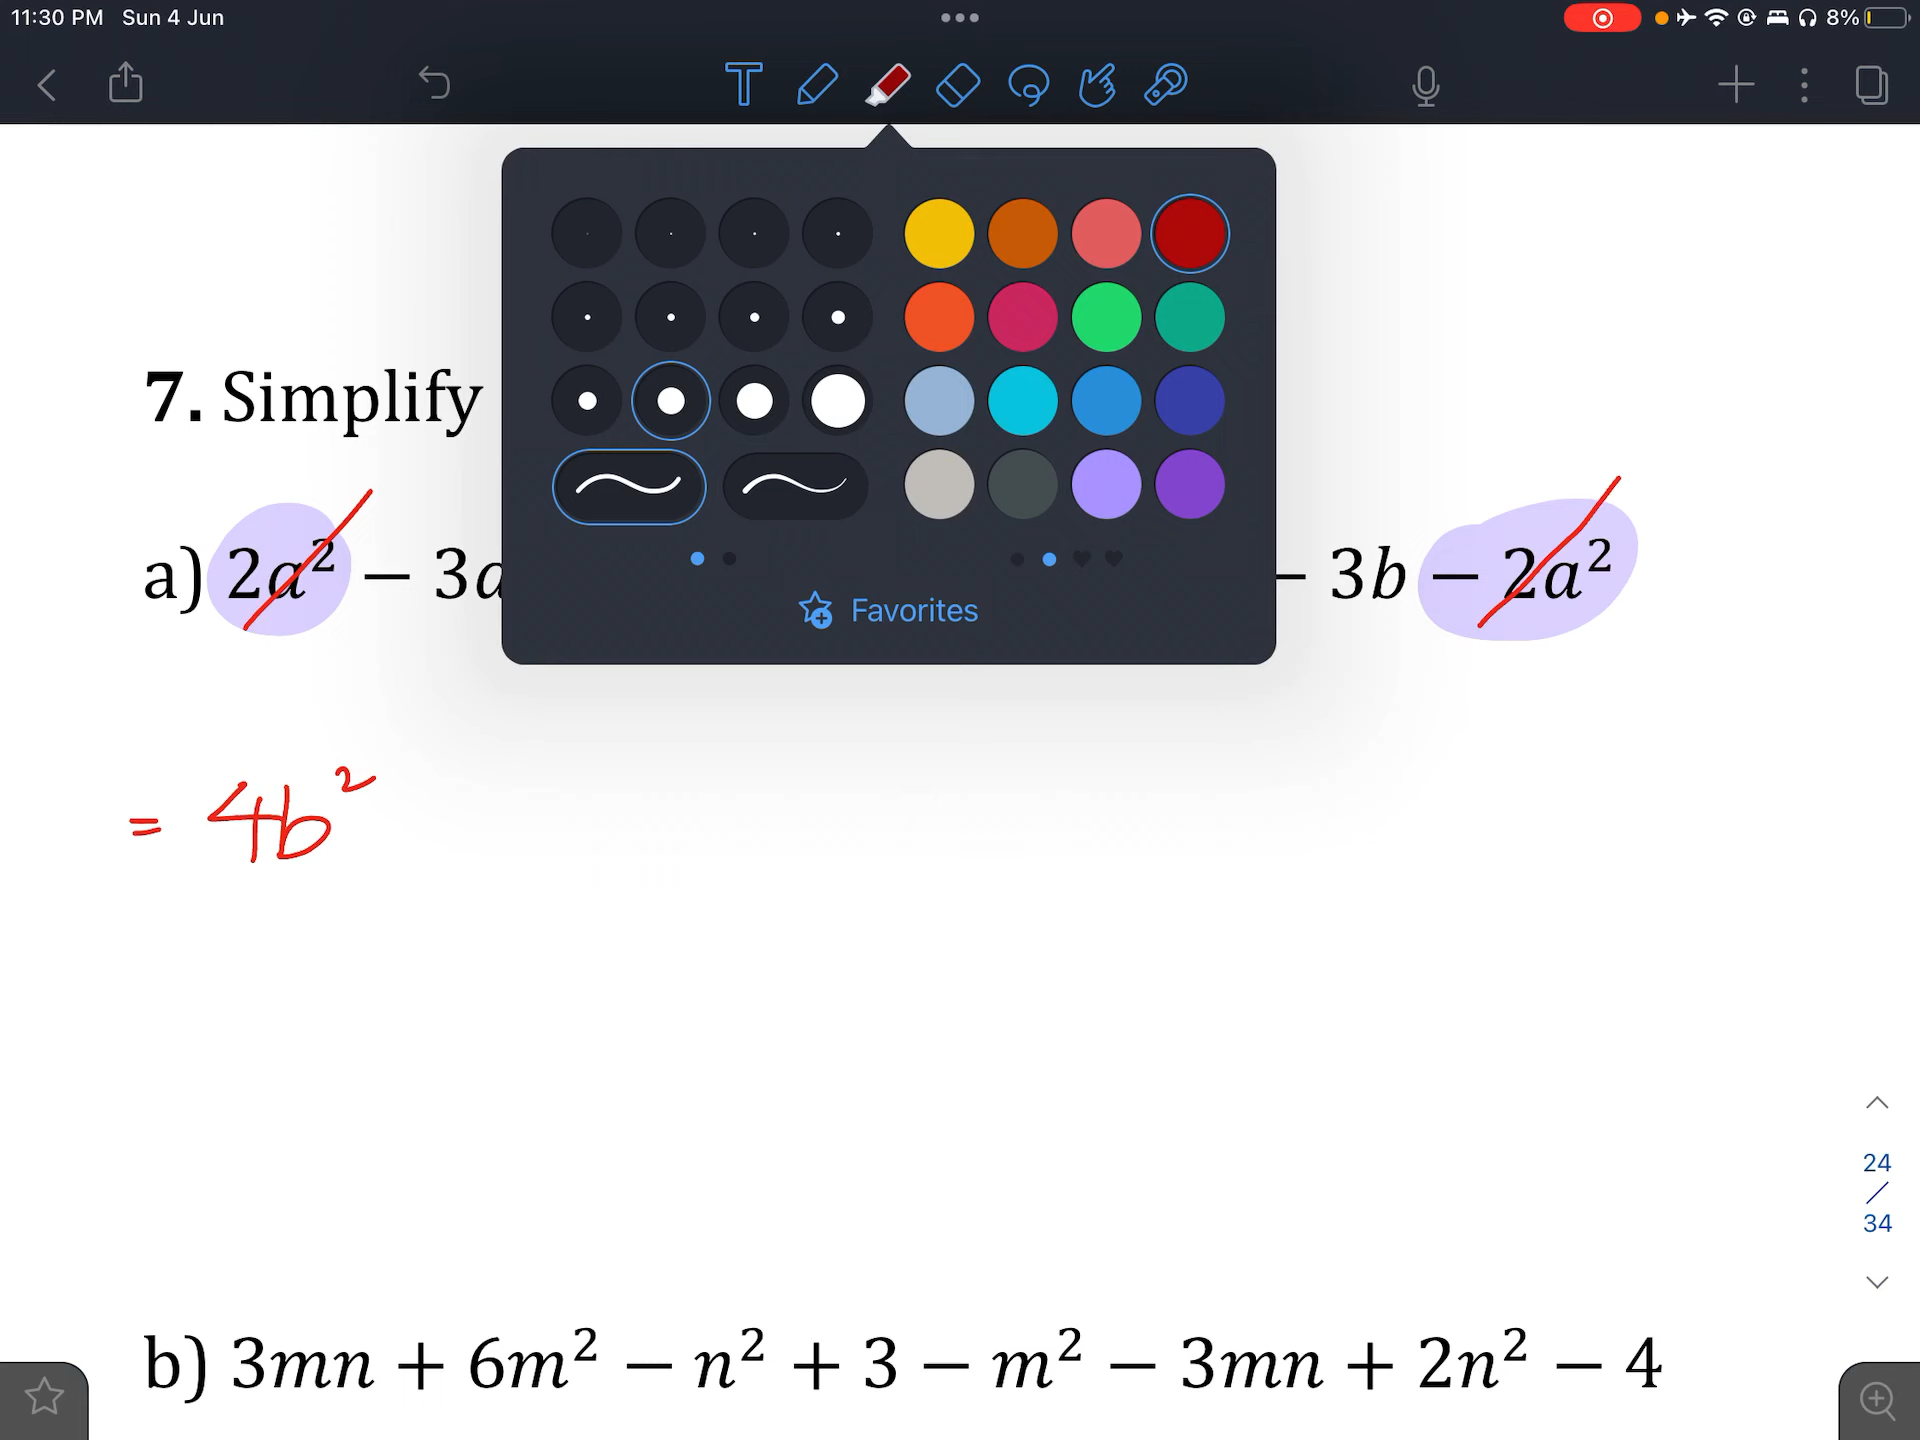 11:30 PM Sun 4 Jun 8%
7. Simplify
a) 2a² − 3a − 3b − 2a²
Favorites
= 4b²
24
/
34
b) 3mn + 6m² − n² + 3 − m² − 3mn + 2n² − 4